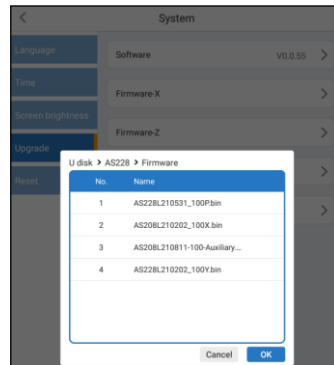 System
Language
Software V0.0.55
Time
Firmware-X
Screen brightness
Firmware-Z
Upgrade
U disk > AS228 > Firmware
No. Name
Reset
1 AS228L210531_100P.bin
2 AS208L210202_100X.bin
3 AS208L210811-100-Auxiliary...
4 AS228L210202_100Y.bin
Cancel OK